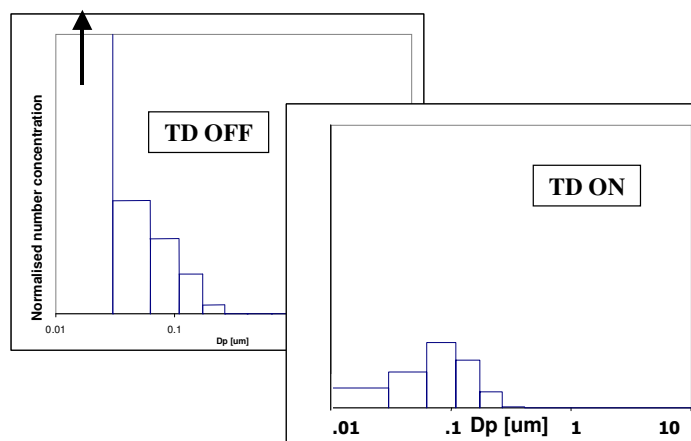 Normalised number concentration
TD OFF
0.01 0.1
Dp [um]
TD ON
.01 .1 Dp [um] 1 10